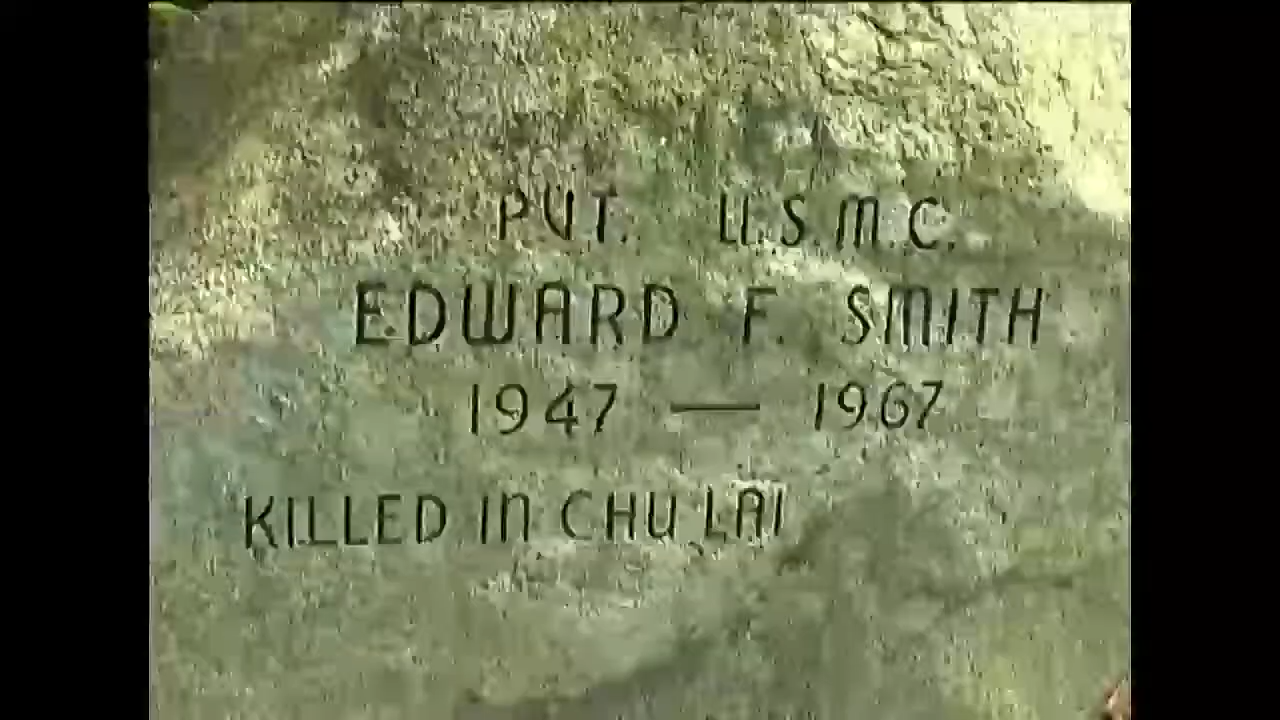 PVT. U.S.M.C.
EDWARD F. SMITH
1947 — 1967
KILLED IN CHU LAI